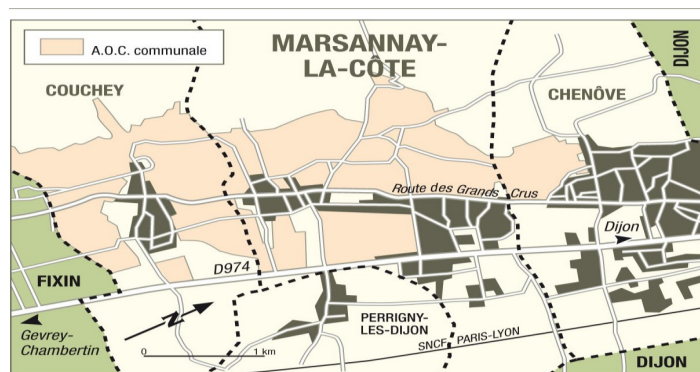 A.O.C. communale
MARSANNAY-
LA-CÔTE
DIJON
COUCHEY
CHENÔVE
Route des Grands Crus
Dijon
D974
FIXIN
N
Gevrey-
Chambertin
PERRIGNY-
LES-DIJON
SNCF PARIS-LYON
0 1 km
DIJON